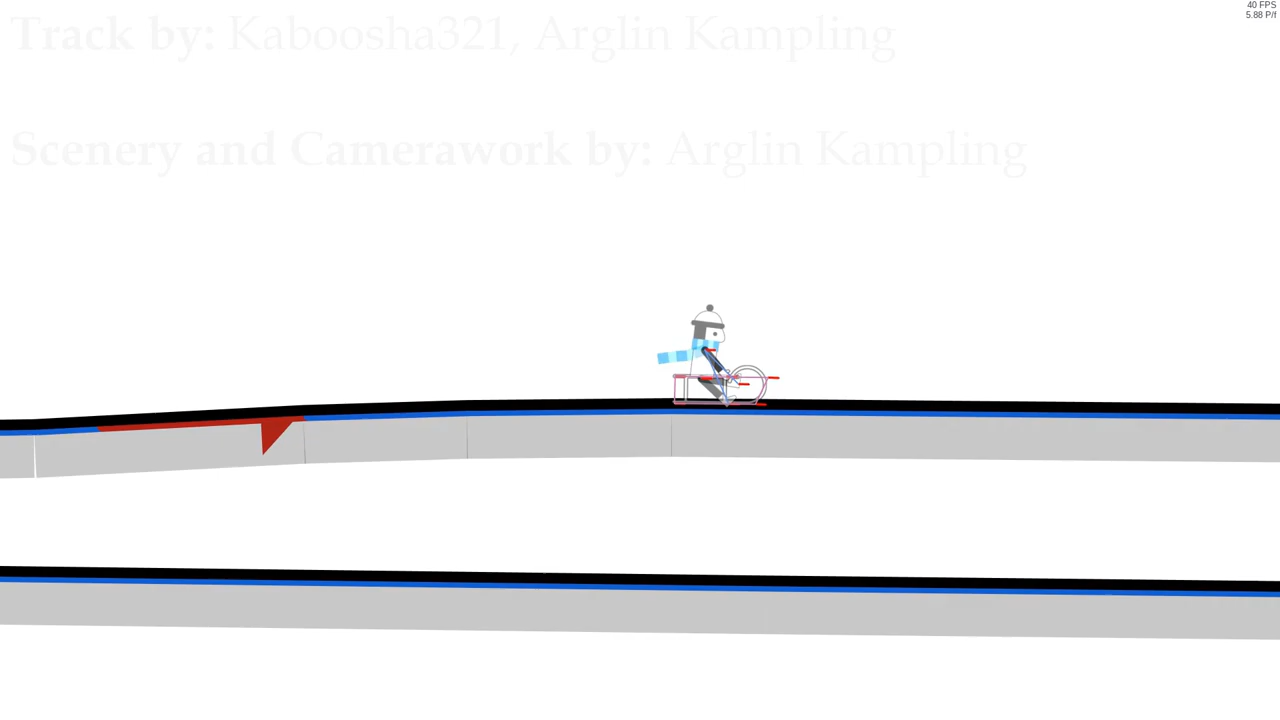 40 FPS
5.88 P/f
Track by: Kaboosha321, Arglin Kampling
Scenery and Camerawork by: Arglin Kampling